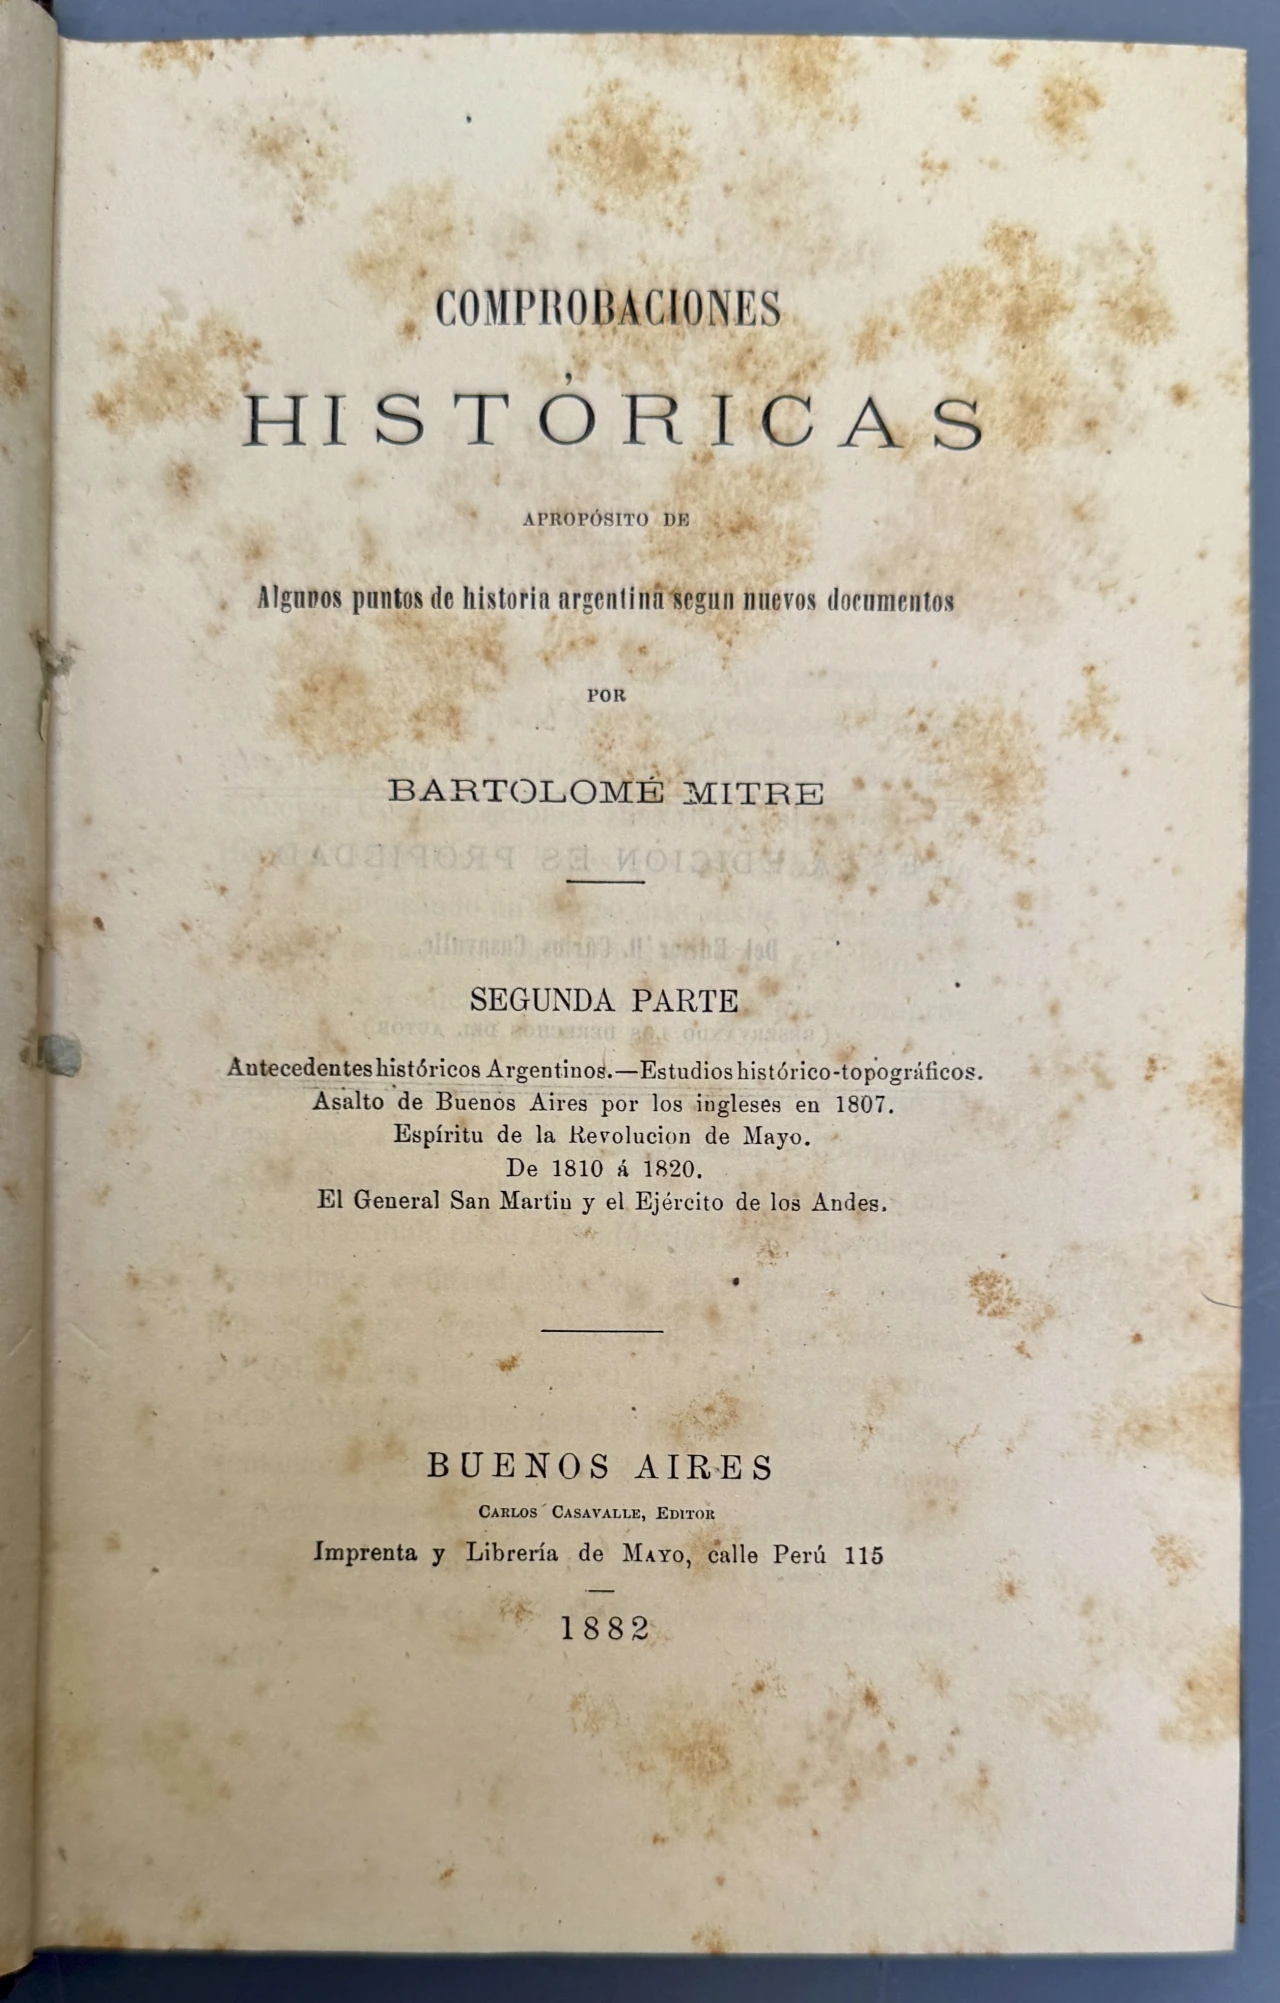 COMPROBACIONES
HISTÓRICAS
APROPÓSITO DE
Algunos puntos de historia argentina segun nuevos documentos
POR
BARTOLOMÉ MITRE
SEGUNDA PARTE
Antecedentes históricos Argentinos.—Estudios histórico-topográficos.
Asalto de Buenos Aires por los ingleses en 1807.
Espíritu de la Revolucion de Mayo.
De 1810 á 1820.
El General San Martin y el Ejército de los Andes.
BUENOS AIRES
CARLOS CASAVALLE, EDITOR
Imprenta y Librería de MAYO, calle Perú 115
1882